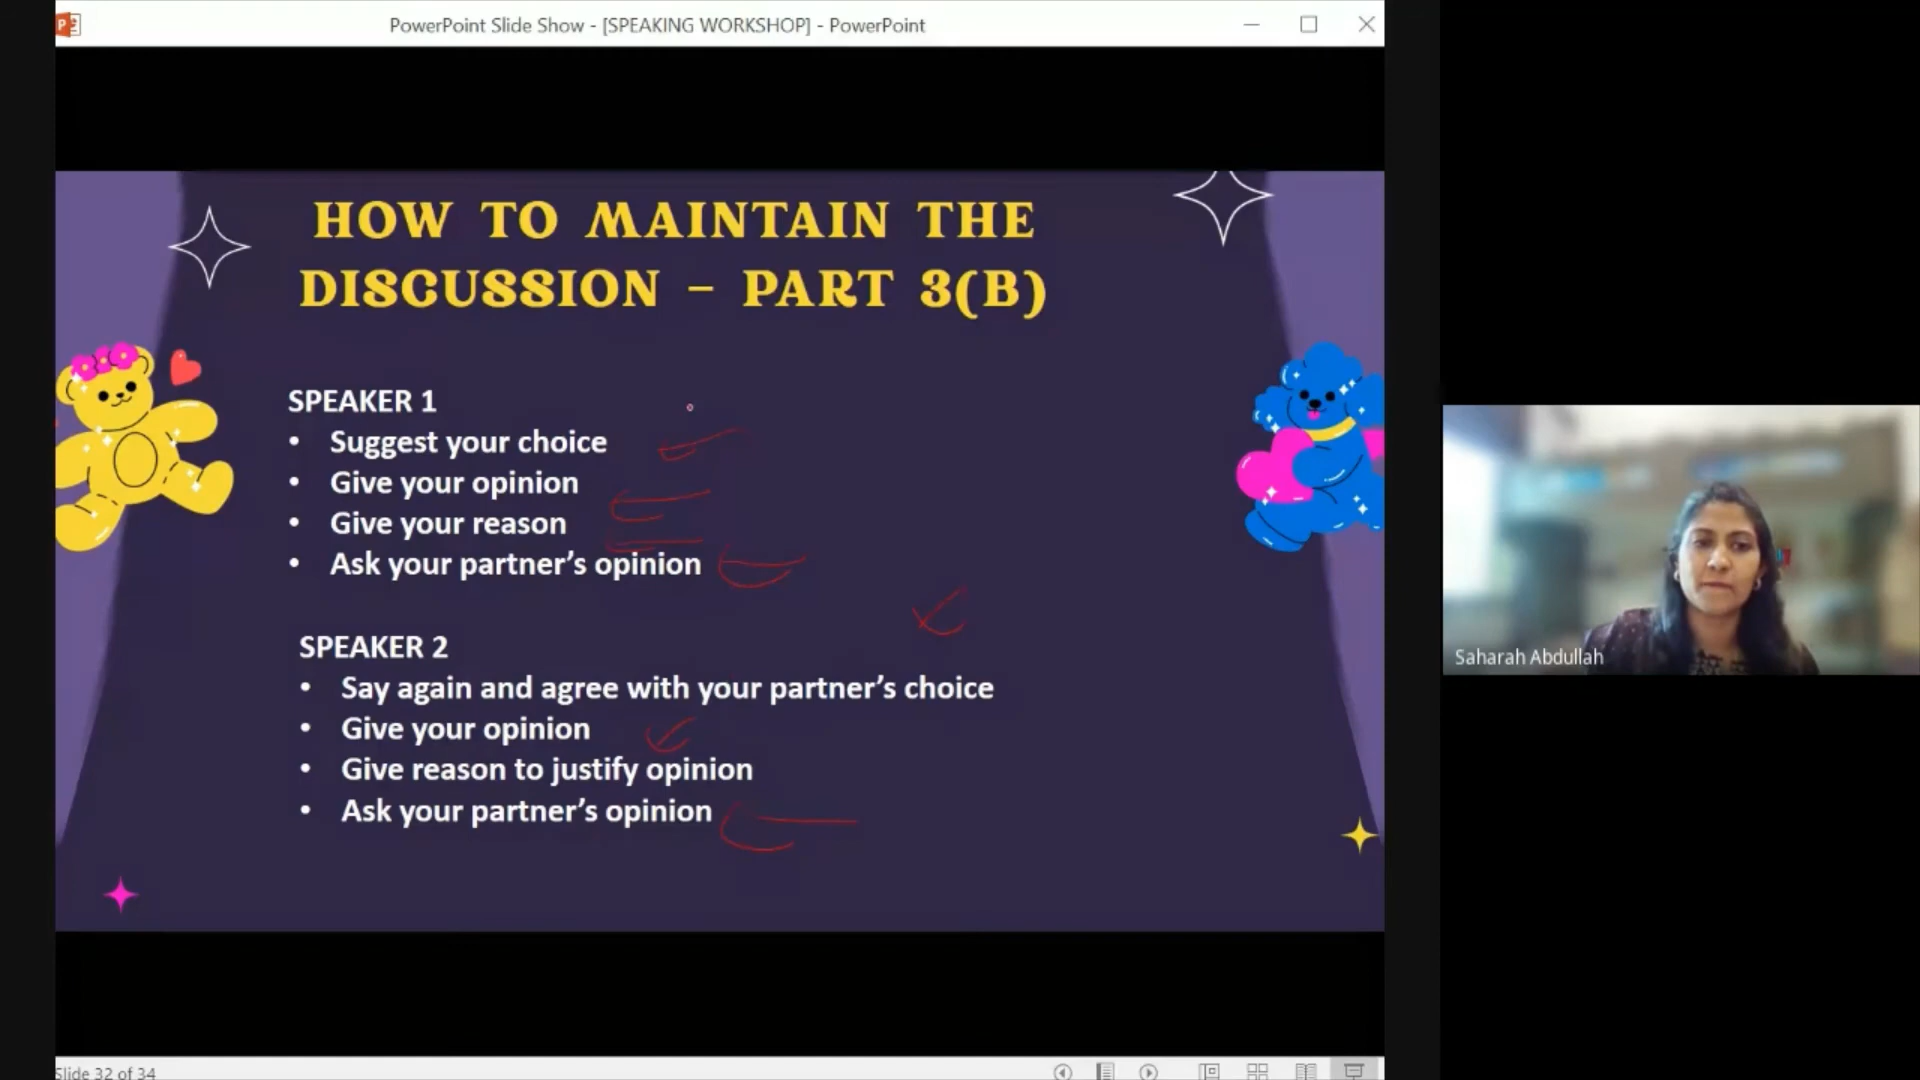 PowerPoint Slide Show - [SPEAKING WORKSHOP] - PowerPoint
HOW TO MAINTAIN THE
DISCUSSION – PART 3(B)
SPEAKER 1
• Suggest your choice
• Give your opinion
• Give your reason
• Ask your partner's opinion
SPEAKER 2
• Say again and agree with your partner's choice
• Give your opinion
• Give reason to justify opinion
• Ask your partner's opinion
Saharah Abdullah
Slide 32 of 34